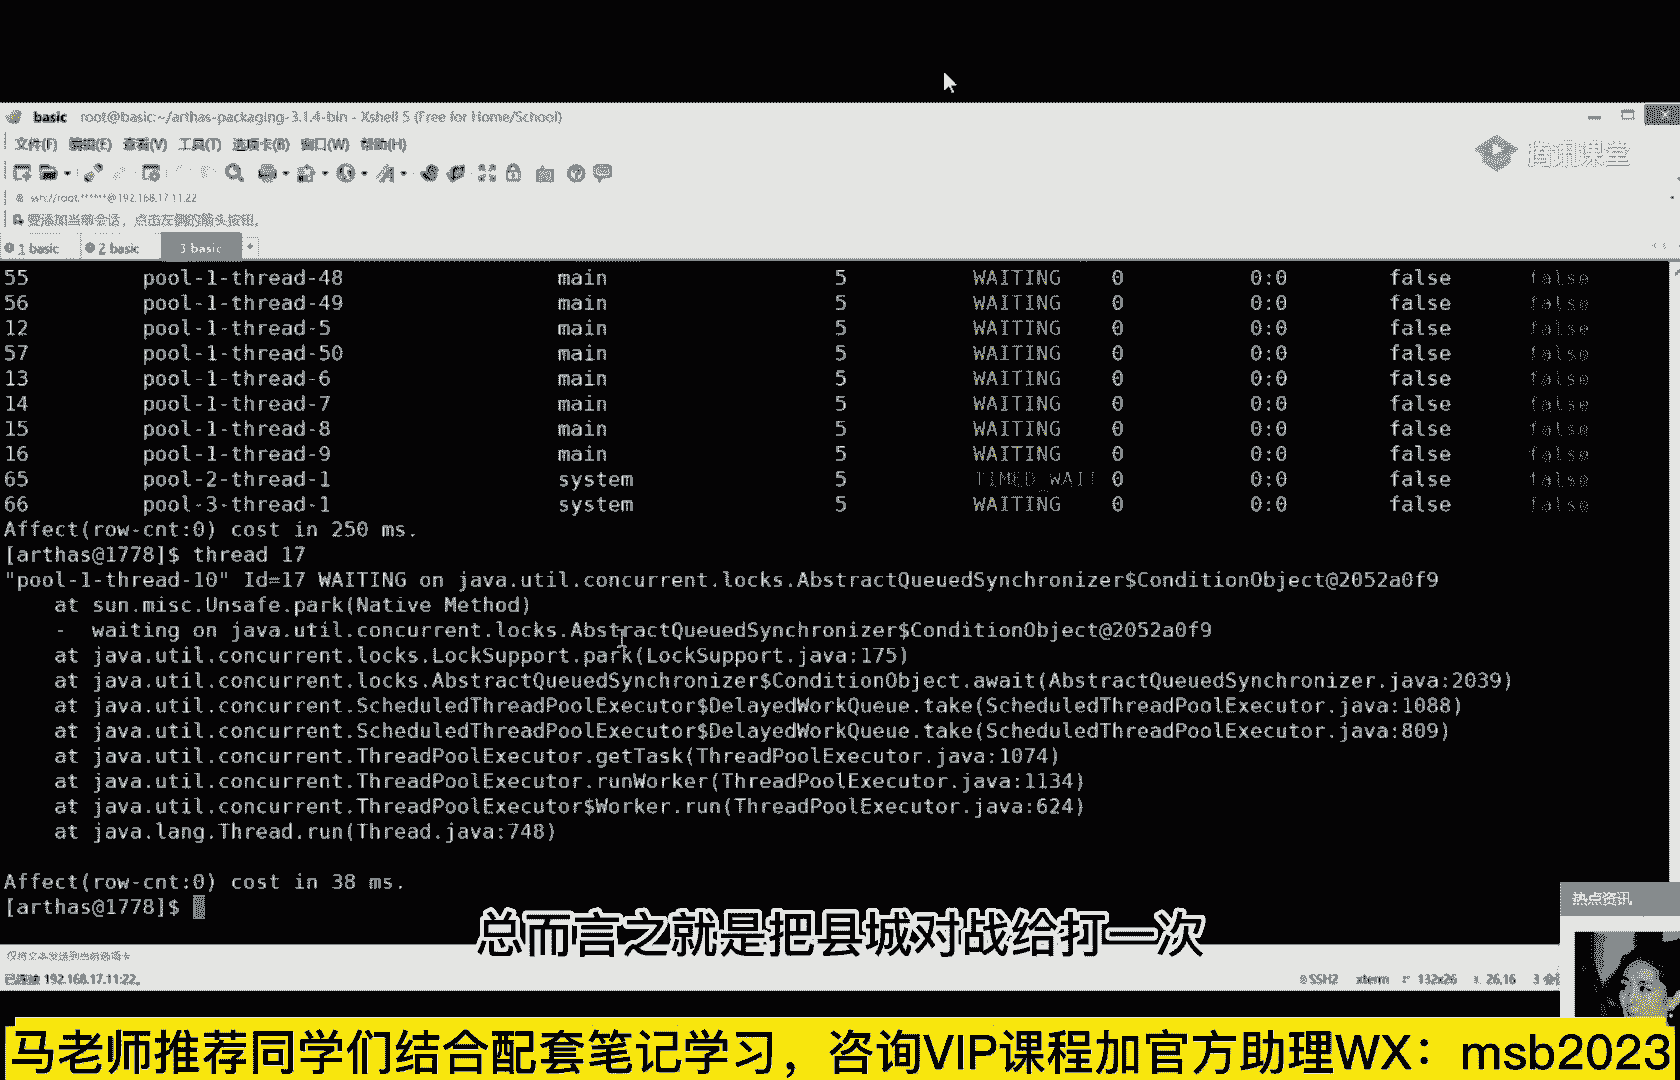 basic root@basic:~/arthas-packaging-3.1.4-bin - Xshell 5 (Free for Home/School)
文件(F) 编辑(E) 查看(V) 工具(T) 选项卡(B) 窗口(W) 帮助(H)
腾讯课堂
ssh://root:******@192.168.17.11:22
要添加当前会话，点击左侧的箭头按钮。
1 basic 2 basic 3 basic +
55 pool-1-thread-48 main 5 WAITING 0 0:0 false false
56 pool-1-thread-49 main 5 WAITING 0 0:0 false false
12 pool-1-thread-5 main 5 WAITING 0 0:0 false false
57 pool-1-thread-50 main 5 WAITING 0 0:0 false false
13 pool-1-thread-6 main 5 WAITING 0 0:0 false false
14 pool-1-thread-7 main 5 WAITING 0 0:0 false false
15 pool-1-thread-8 main 5 WAITING 0 0:0 false false
16 pool-1-thread-9 main 5 WAITING 0 0:0 false false
65 pool-2-thread-1 system 5 TIMED_WAIT 0 0:0 false false
66 pool-3-thread-1 system 5 WAITING 0 0:0 false false
Affect(row-cnt:0) cost in 250 ms.
[arthas@1778]$ thread 17
"pool-1-thread-10" Id=17 WAITING on java.util.concurrent.locks.AbstractQueuedSynchronizer$ConditionObject@2052a0f9
at sun.misc.Unsafe.park(Native Method)
- waiting on java.util.concurrent.locks.AbstractQueuedSynchronizer$ConditionObject@2052a0f9
at java.util.concurrent.locks.LockSupport.park(LockSupport.java:175)
at java.util.concurrent.locks.AbstractQueuedSynchronizer$ConditionObject.await(AbstractQueuedSynchronizer.java:2039)
at java.util.concurrent.ScheduledThreadPoolExecutor$DelayedWorkQueue.take(ScheduledThreadPoolExecutor.java:1088)
at java.util.concurrent.ScheduledThreadPoolExecutor$DelayedWorkQueue.take(ScheduledThreadPoolExecutor.java:809)
at java.util.concurrent.ThreadPoolExecutor.getTask(ThreadPoolExecutor.java:1074)
at java.util.concurrent.ThreadPoolExecutor.runWorker(ThreadPoolExecutor.java:1134)
at java.util.concurrent.ThreadPoolExecutor$Worker.run(ThreadPoolExecutor.java:624)
at java.lang.Thread.run(Thread.java:748)
Affect(row-cnt:0) cost in 38 ms.
[arthas@1778]$
热点资讯
总而言之就是把县城对战给打一次
仅将文本发送到当前选项卡
已连接 192.168.17.11:22。
SSH2 xterm 132x26 26,16 3 会
马老师推荐同学们结合配套笔记学习，咨询VIP课程加官方助理WX：msb2023